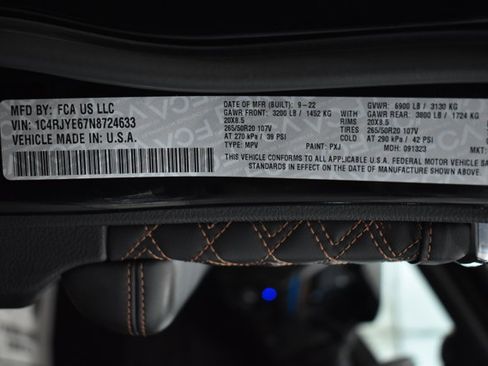 MFD BY: FCA US LLC
VIN: 1C4RJYE67N8724633
VEHICLE MADE IN: U.S.A.
DATE OF MFR (BUILT): 9-22 GVWR: 6900 LB / 3130 KG
GAWR FRONT: 3200 LB / 1452 KG WITH GAWR REAR: 3800 LB / 1724 KG
20X8.5 RIMS 20X8.5
265/50R20 107V TIRES 265/50R20 107V
AT 270 kPa / 39 PSI COLD AT 290 kPa / 42 PSI
TYPE: MPV PAINT: PXJ MDH: 091323
THIS VEHICLE CONFORMS TO ALL APPLICABLE U.S.A. FEDERAL MOTOR VEHICLE SA
STANDARDS IN EFFECT ON THE DATE OF MANUFACTURE SHOWN ABOVE.